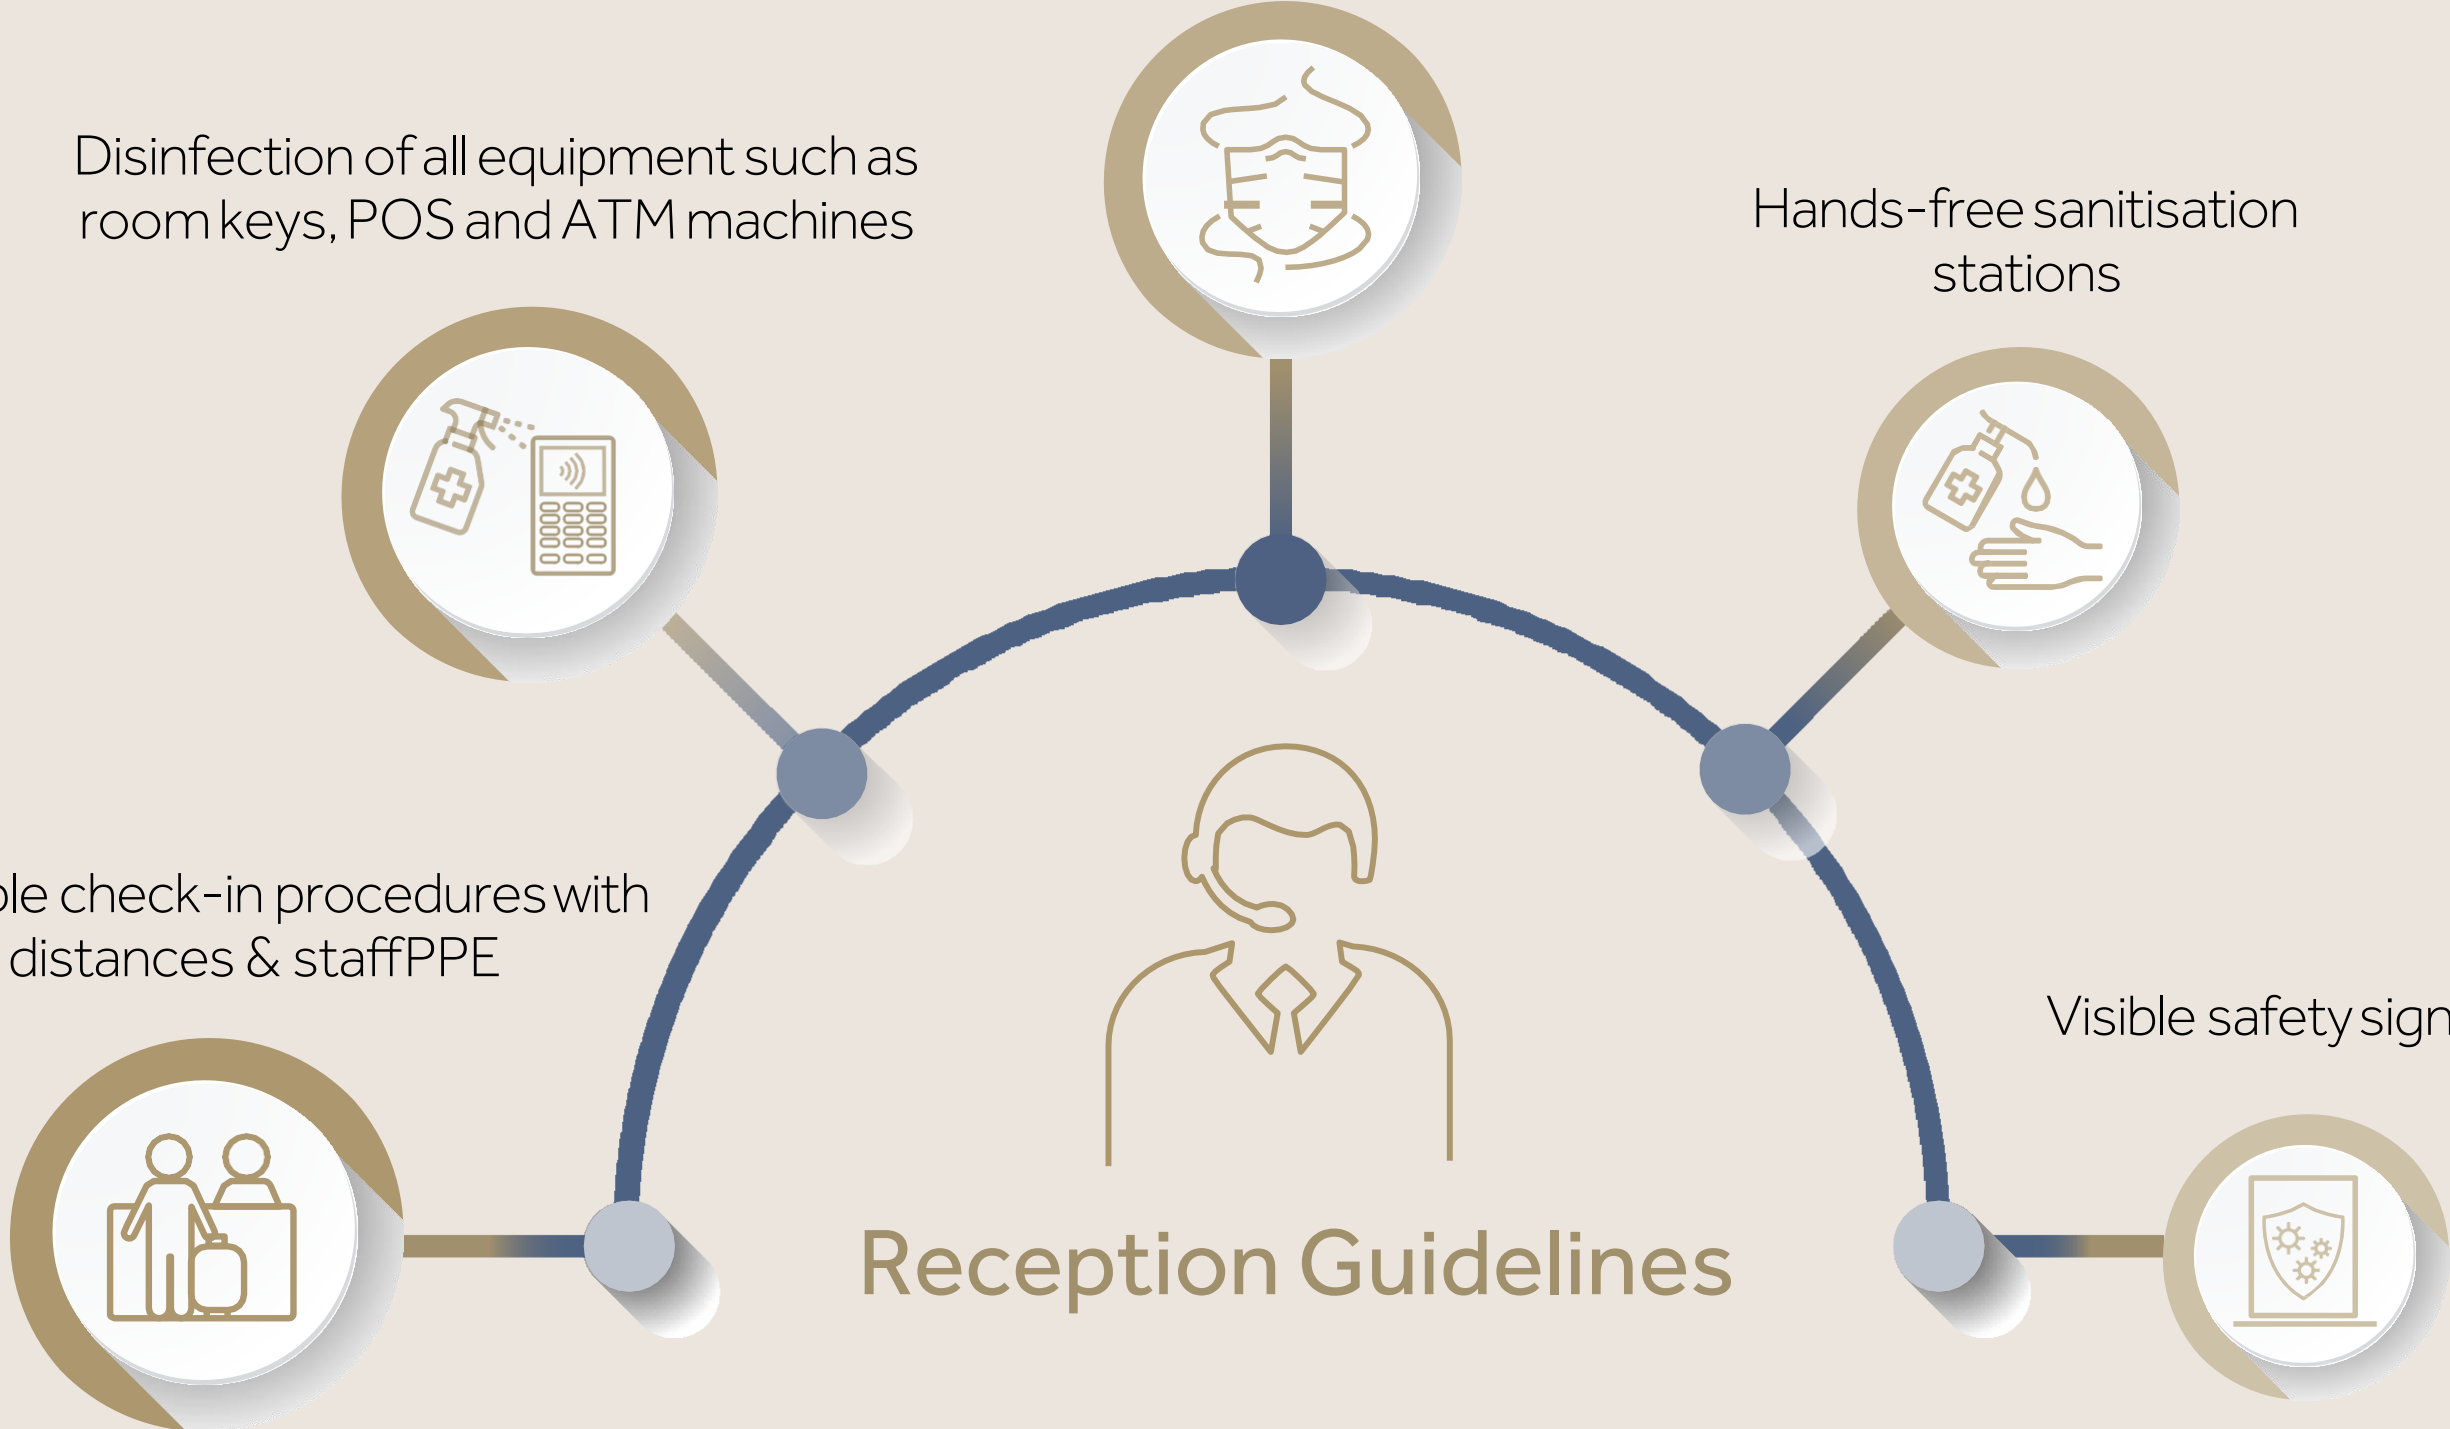 Disinfection of all equipment such as
room keys, POS and ATM machines
Hands-free sanitisation
stations
check-in procedures with
distances & staff PPE
Visible safety
Reception Guidelines